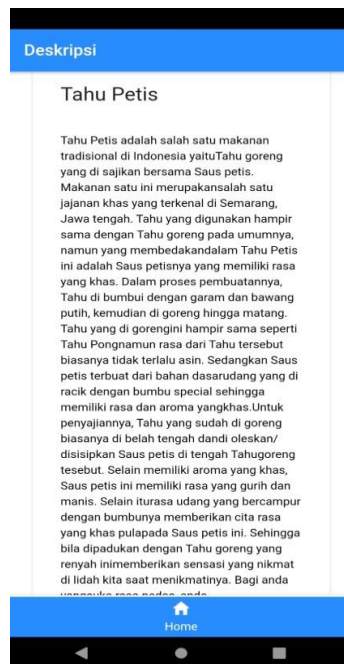 Deskripsi
Tahu Petis
Tahu Petis adalah salah satu makanan
tradisional di Indonesia yaituTahu goreng
yang di sajikan bersama Saus petis.
Makanan satu ini merupakansalah satu
jajanan khas yang terkenal di Semarang,
Jawa tengah. Tahu yang digunakan hampir
sama dengan Tahu goreng pada umumnya,
namun yang membedakandalam Tahu Petis
ini adalah Saus petisnya yang memiliki rasa
yang khas. Dalam proses pembuatannya,
Tahu di bumbui dengan garam dan bawang
putih, kemudian di goreng hingga matang.
Tahu yang di gorengini hampir sama seperti
Tahu Pongnamun rasa dari Tahu tersebut
biasanya tidak terlalu asin. Sedangkan Saus
petis terbuat dari bahan dasarudang yang di
racik dengan bumbu special sehingga
memiliki rasa dan aroma yangkhas.Untuk
penyajiannya, Tahu yang sudah di goreng
biasanya di belah tengah dandi oleskan/
disisipkan Saus petis di tengah Tahugoreng
tesebut. Selain memiliki aroma yang khas,
Saus petis ini memiliki rasa yang gurih dan
manis. Selain iturasa udang yang bercampur
dengan bumbunya memberikan cita rasa
yang khas pulapada Saus petis ini. Sehingga
bila dipadukan dengan Tahu goreng yang
renyah inimemberikan sensasi yang nikmat
di lidah kita saat menikmatinya. Bagi anda
Home